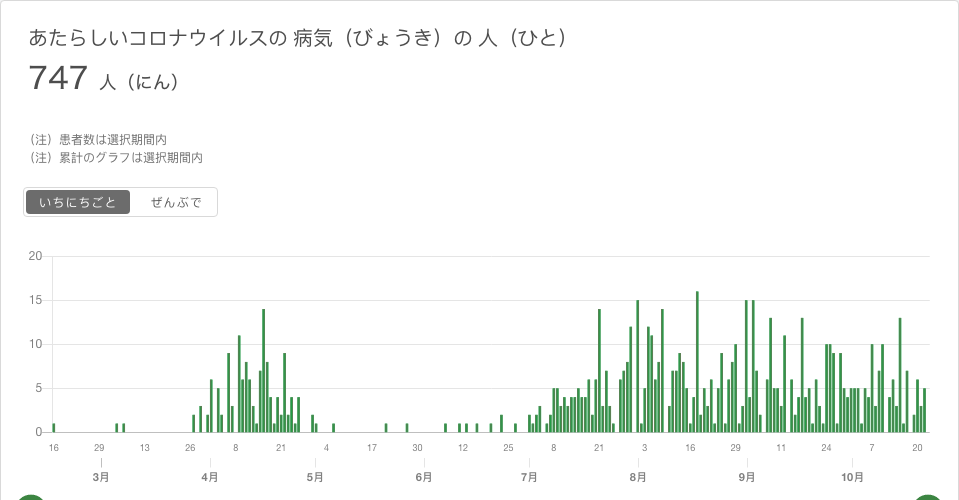 あたらしいコロナウイルスの 病気（びょうき）の 人（ひと）
747 人（にん）
（注）患者数は選択期間内
（注）累計のグラフは選択期間内
いちにちごと ぜんぶで
20
15
10
5
0
16 29 13 26 8 21 4 17 30 12 25 8 21 3 16 29 11 24 7 20
3月 4月 5月 6月 7月 8月 9月 10月